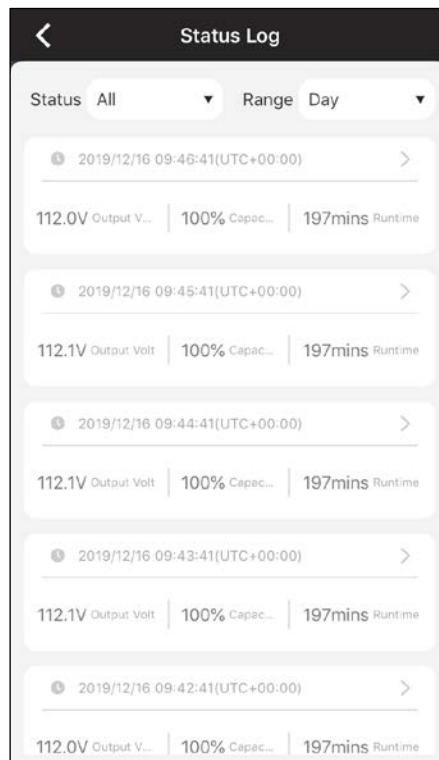 Status Log
Status All Range Day
2019/12/16 09:46:41(UTC+00:00)
112.0V Output V... 100% Capac... 197mins Runtime
2019/12/16 09:45:41(UTC+00:00)
112.1V Output Volt 100% Capac... 197mins Runtime
2019/12/16 09:44:41(UTC+00:00)
112.1V Output Volt 100% Capac... 197mins Runtime
2019/12/16 09:43:41(UTC+00:00)
112.1V Output Volt 100% Capac... 197mins Runtime
2019/12/16 09:42:41(UTC+00:00)
112.0V Output V... 100% Capac... 197mins Runtime